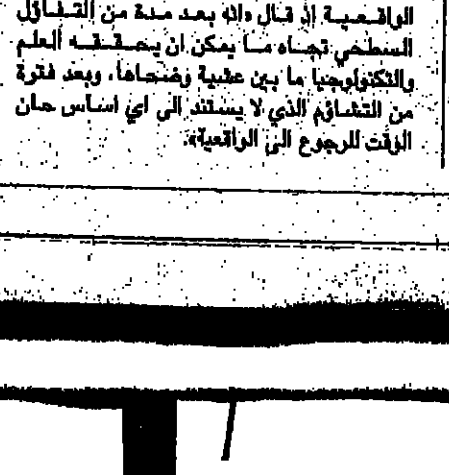 الواقعية إذ قال «انه بعد مدة من التفاؤل
السطحي تجاه ما يمكن ان يحققه العلم
والتكنولوجيا ما بين عشية وضحاها، وبعد فترة
من التشاؤم الذي لا يستند الى اي اساس حان
الوقت للرجوع الى الواقعية».